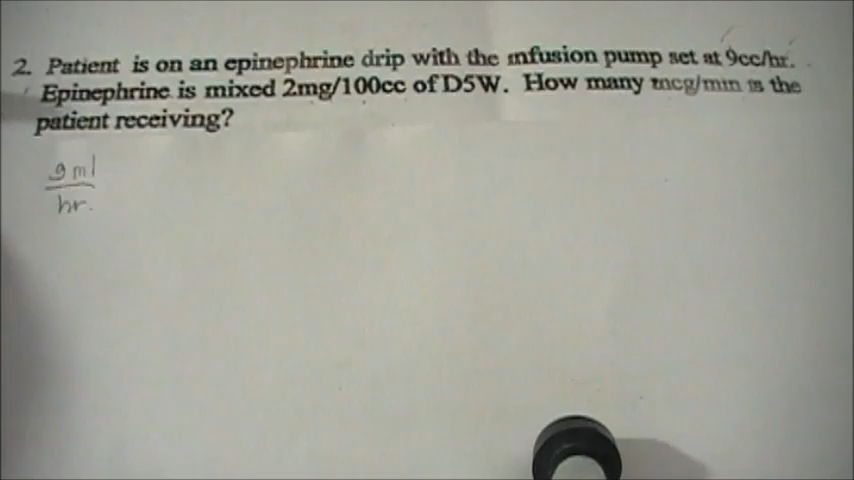 2. Patient is on an epinephrine drip with the infusion pump set at 9cc/hr.
Epinephrine is mixed 2mg/100cc of D5W. How many mcg/min is the
patient receiving?
9 ml
hr.